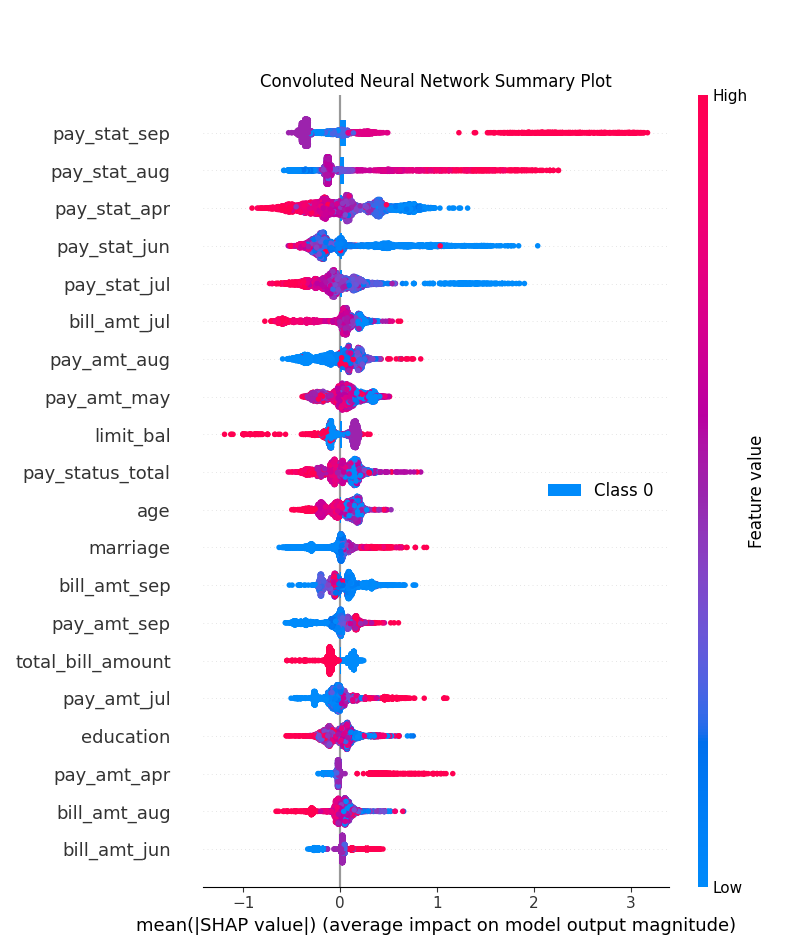 Convoluted Neural Network Summary Plot
High
pay_stat_sep
pay_stat_aug
pay_stat_apr
pay_stat_jun
pay_stat_jul
bill_amt_jul
pay_amt_aug
pay_amt_may
limit_bal
pay_status_total
Class 0
Feature value
age
marriage
bill_amt_sep
pay_amt_sep
total_bill_amount
pay_amt_jul
education
pay_amt_apr
bill_amt_aug
bill_amt_jun
Low
−1 0 1 2 3
mean(|SHAP value|) (average impact on model output magnitude)